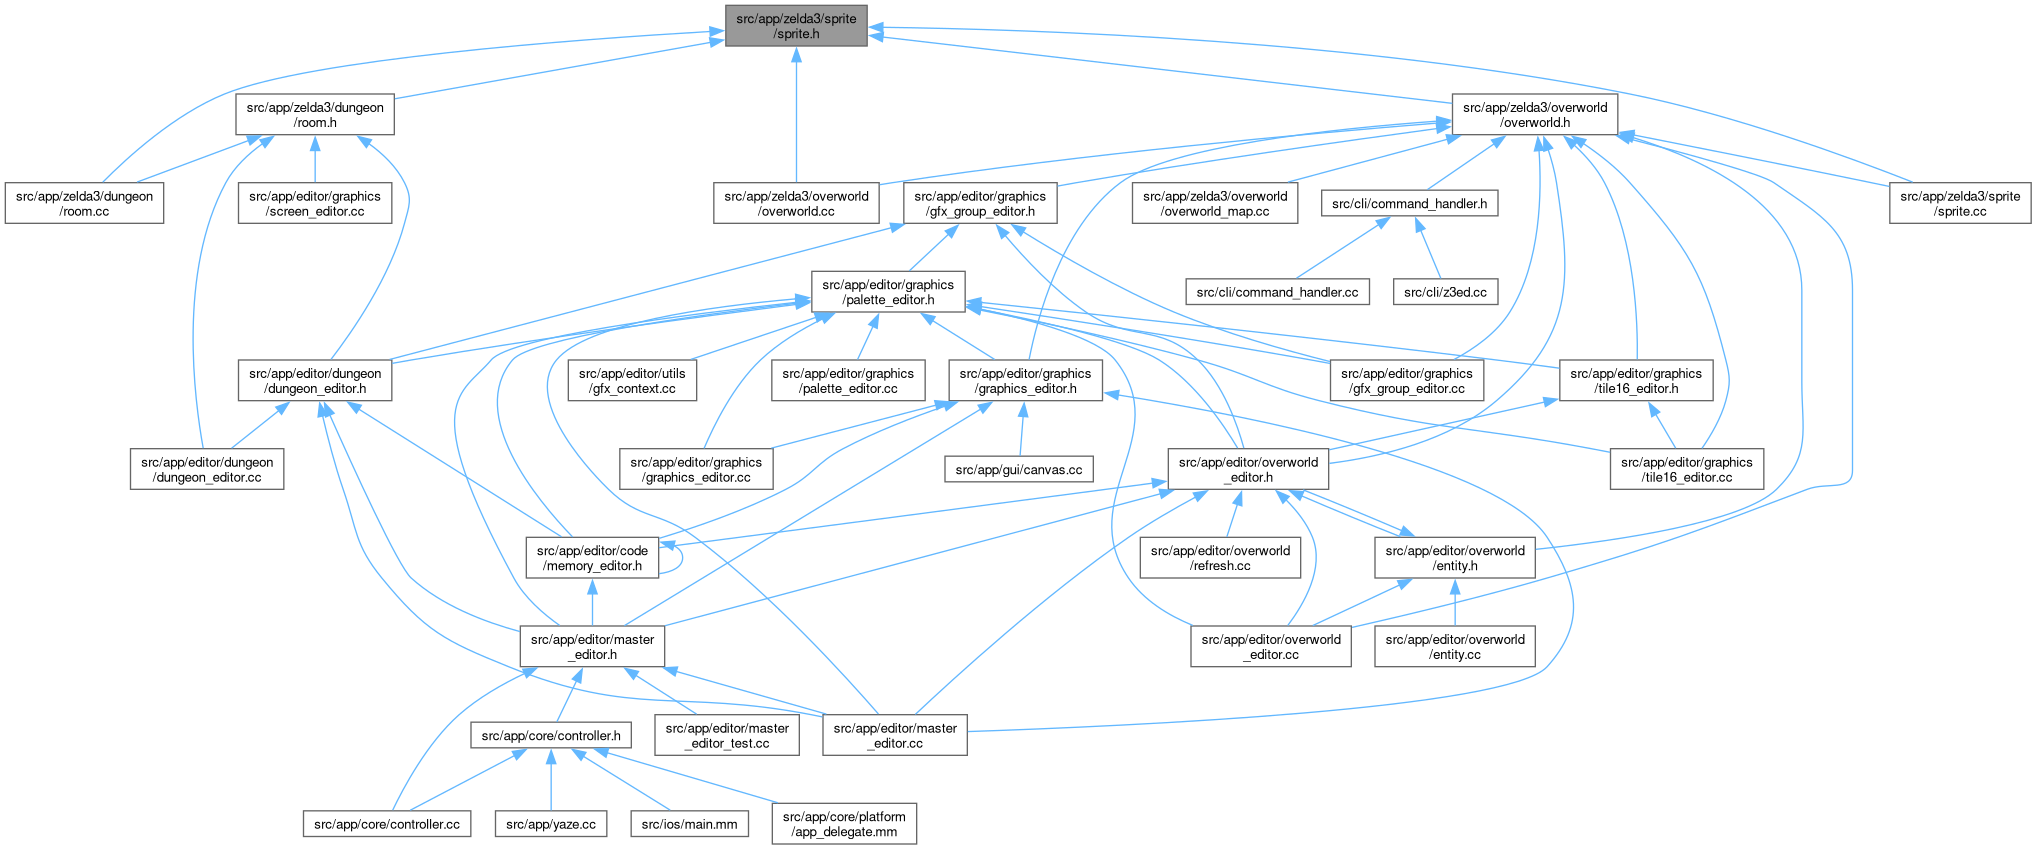 src/app/zelda3/sprite
/sprite.h
src/app/zelda3/dungeon
/room.h
src/app/zelda3/overworld
/overworld.h
src/app/zelda3/dungeon
/room.cc
src/app/editor/graphics
/screen_editor.cc
src/app/zelda3/overworld
/overworld.cc
src/app/editor/graphics
/gfx_group_editor.h
src/app/zelda3/overworld
/overworld_map.cc
src/cli/command_handler.h
src/app/zelda3/sprite
/sprite.cc
src/app/editor/graphics
/palette_editor.h
src/cli/command_handler.cc
src/cli/z3ed.cc
src/app/editor/dungeon
/dungeon_editor.h
src/app/editor/utils
/gfx_context.cc
src/app/editor/graphics
/palette_editor.cc
src/app/editor/graphics
/graphics_editor.h
src/app/editor/graphics
/gfx_group_editor.cc
src/app/editor/graphics
/tile16_editor.h
src/app/editor/dungeon
/dungeon_editor.cc
src/app/editor/graphics
/graphics_editor.cc
src/app/gui/canvas.cc
src/app/editor/overworld
_editor.h
src/app/editor/graphics
/tile16_editor.cc
src/app/editor/code
/memory_editor.h
src/app/editor/overworld
/refresh.cc
src/app/editor/overworld
/entity.h
src/app/editor/master
_editor.h
src/app/editor/overworld
_editor.cc
src/app/editor/overworld
/entity.cc
src/app/core/controller.h
src/app/editor/master
_editor_test.cc
src/app/editor/master
_editor.cc
src/app/core/controller.cc
src/app/yaze.cc
src/ios/main.mm
src/app/core/platform
/app_delegate.mm